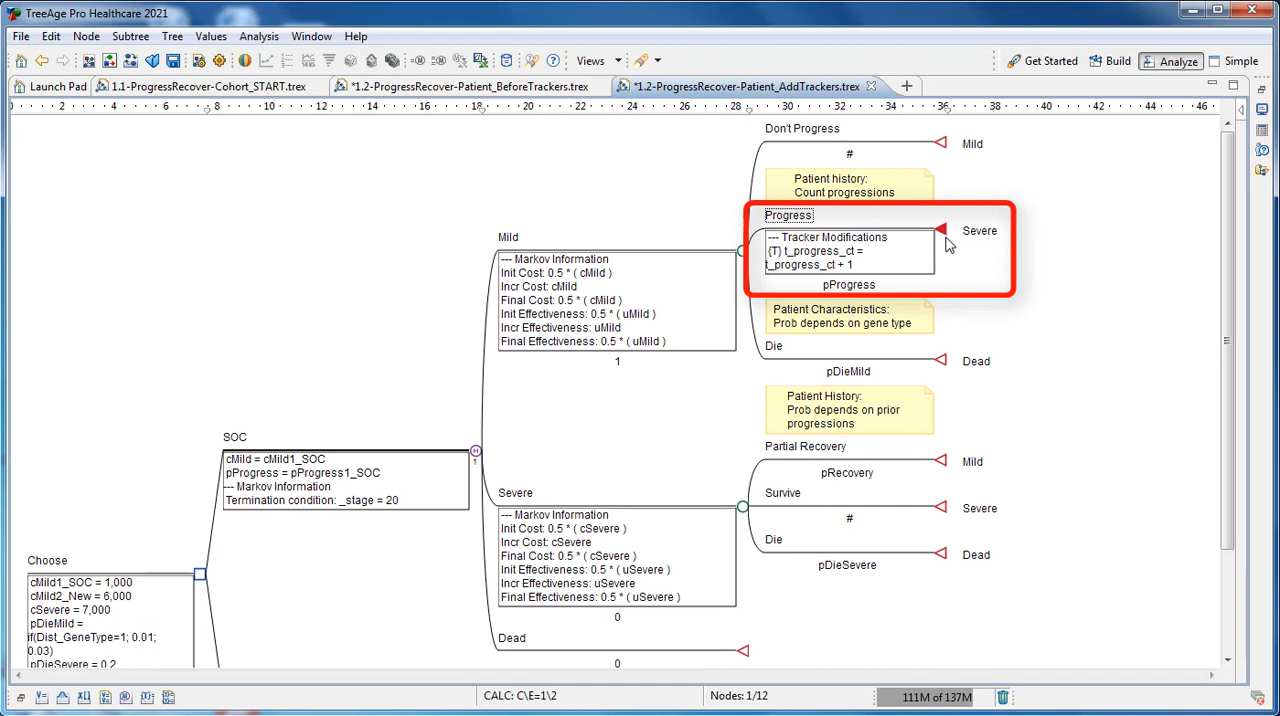 TreeAge Pro Healthcare 2021
File Edit Node Subtree Tree Values Analysis Window Help
Views Get Started Build Analyze Simple
Launch Pad 1.1-ProgressRecover-Cohort_START.trex *1.2-ProgressRecover-Patient_BeforeTrackers.trex *1.2-ProgressRecover-Patient_AddTrackers.trex
0 2 4 6 8 10 12 14 16 18 20 22 24 26 28 30 32 34 36 38 40 42 44 46
Don't Progress
Mild
#
Patient history:
Count progressions
Progress
Severe
--- Tracker Modifications
{T} t_progress_ct =
t_progress_ct + 1
pProgress
Patient Characteristics:
Prob depends on gene type
Die
Dead
pDieMild
Mild
--- Markov Information
Init Cost: 0.5 * ( cMild )
Incr Cost: cMild
Final Cost: 0.5 * ( cMild )
Init Effectiveness: 0.5 * ( uMild )
Incr Effectiveness: uMild
Final Effectiveness: 0.5 * ( uMild )
1
Patient History:
Prob depends on prior
progressions
Partial Recovery
Mild
pRecovery
Survive
Severe
#
Die
Dead
pDieSevere
SOC
cMild = cMild1_SOC
pProgress = pProgress1_SOC
--- Markov Information
Termination condition: _stage = 20
M
1
Severe
--- Markov Information
Init Cost: 0.5 * ( cSevere )
Incr Cost: cSevere
Final Cost: 0.5 * ( cSevere )
Init Effectiveness: 0.5 * ( uSevere )
Incr Effectiveness: uSevere
Final Effectiveness: 0.5 * ( uSevere )
0
Dead
0
Choose
cMild1_SOC = 1,000
cMild2_New = 6,000
cSevere = 7,000
pDieMild =
if(Dist_GeneType=1; 0.01;
0.03)
pDieSevere = 0.2
CALC: C\E=1\2 Nodes: 1/12 111M of 137M